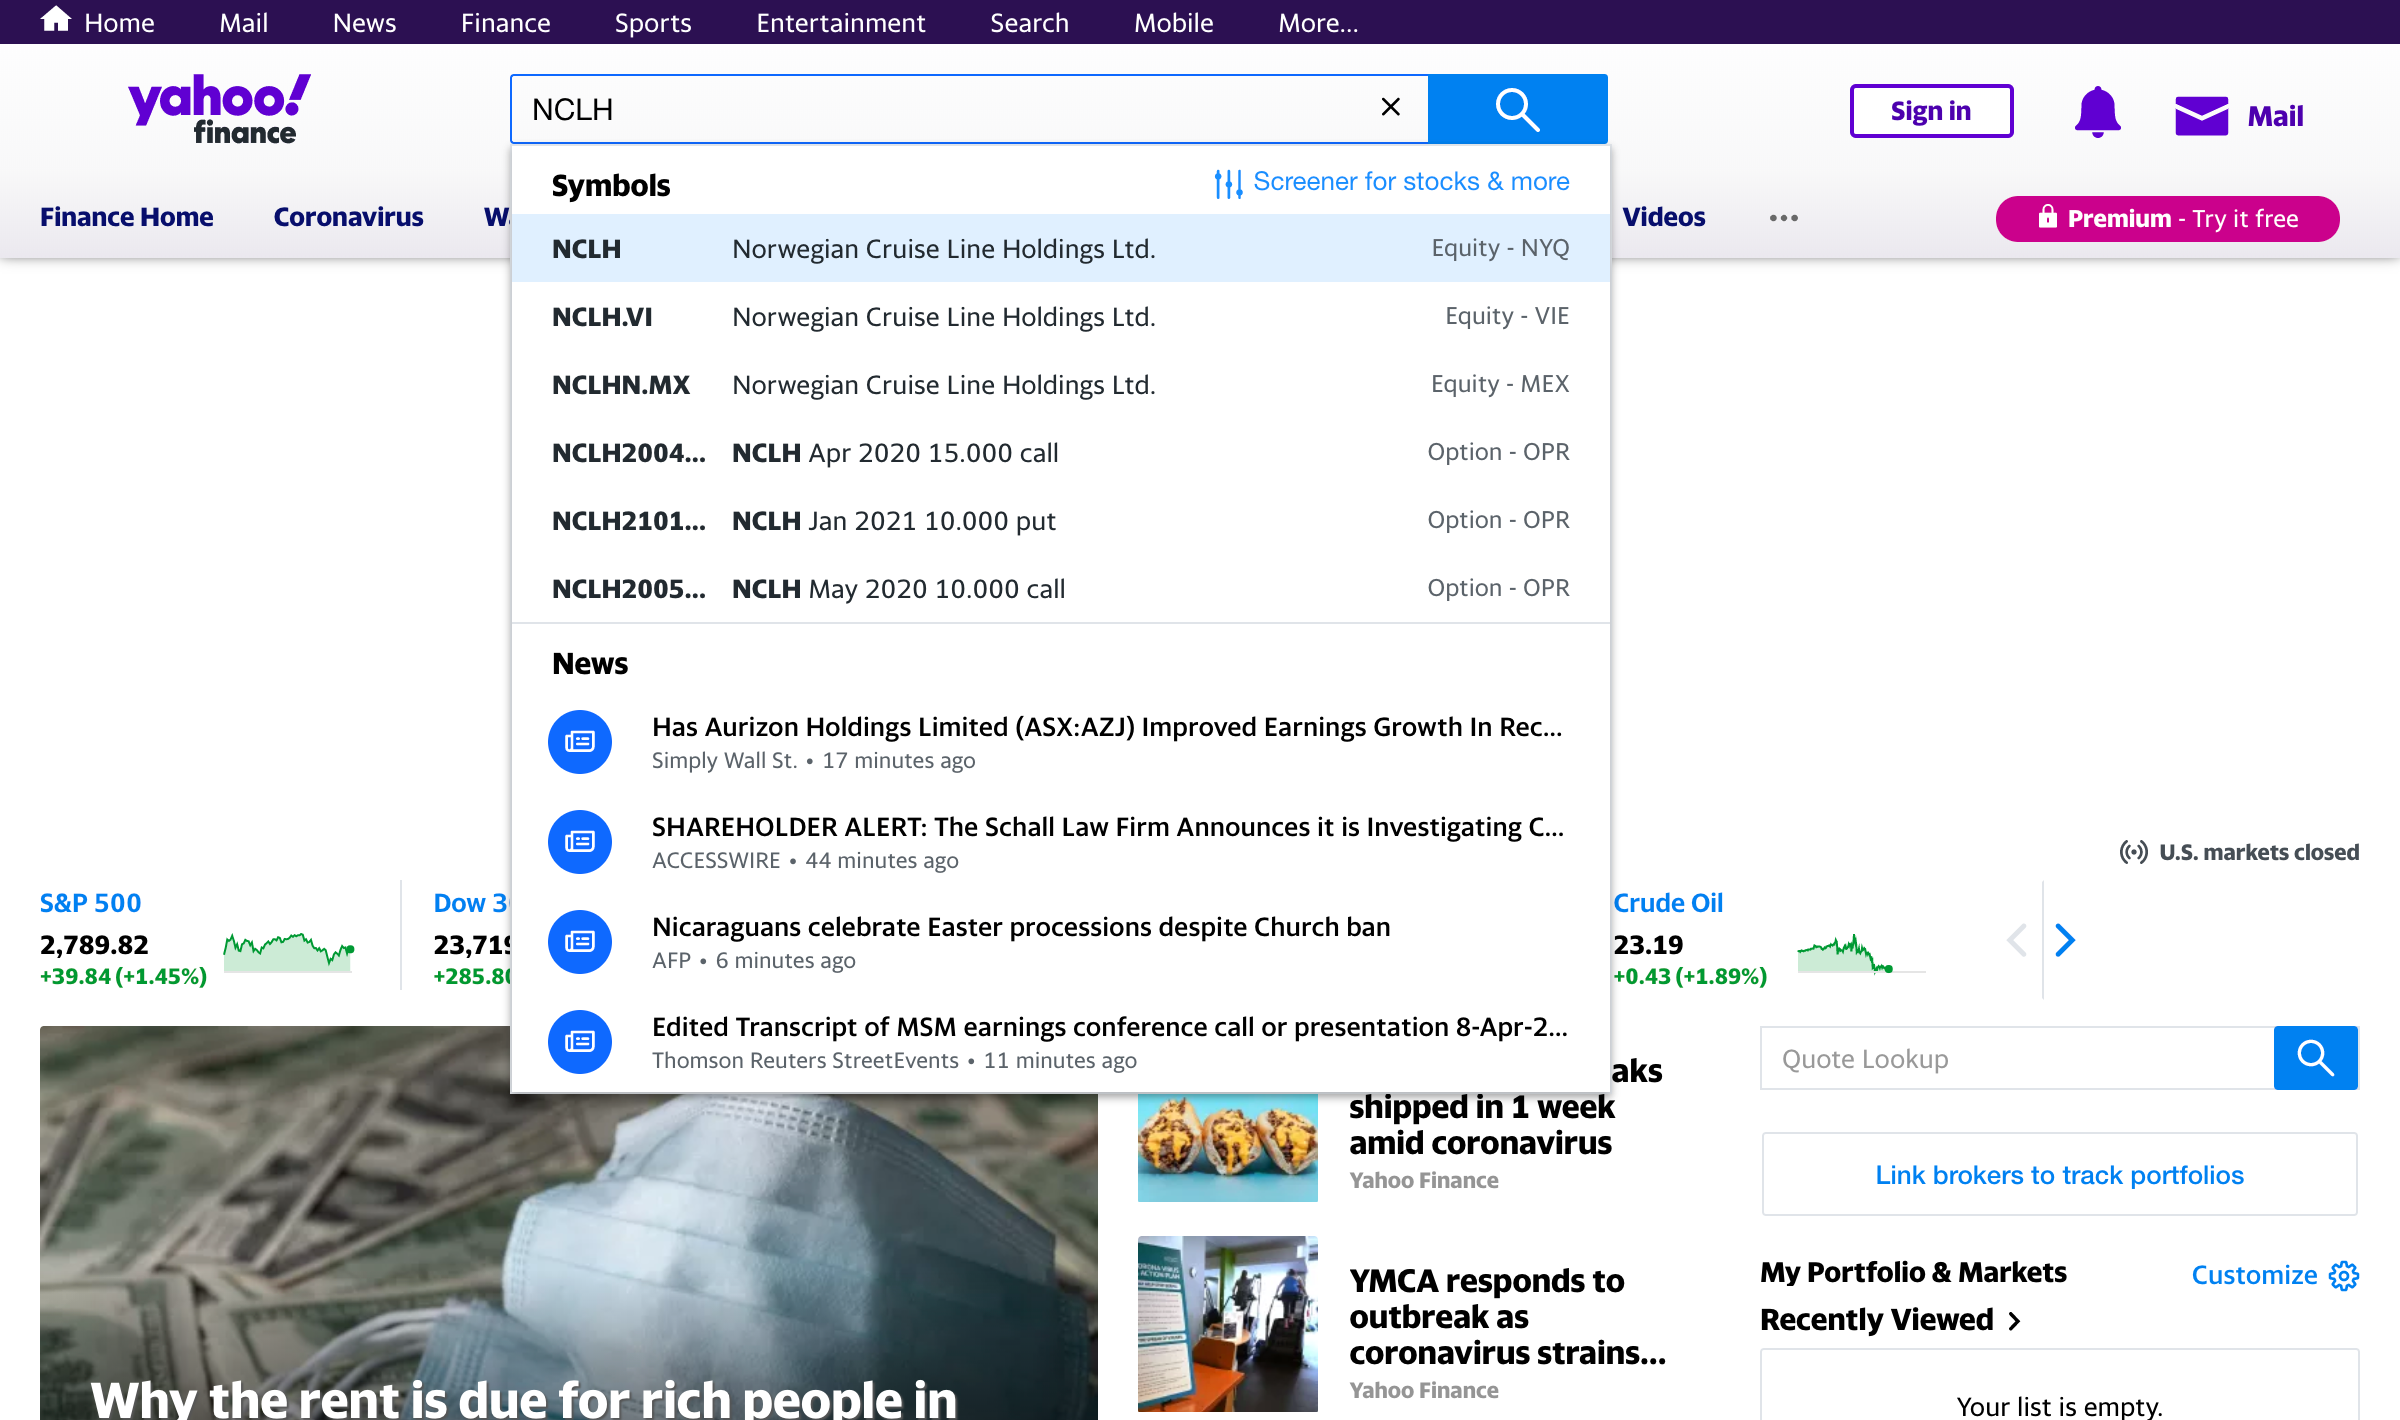 Home Mail News Finance Sports Entertainment Search Mobile More...
yahoo!
finance
NCLH
Sign in
Mail
Finance Home Coronavirus Videos
Premium - Try it free
Symbols
Screener for stocks & more
NCLH Norwegian Cruise Line Holdings Ltd. Equity - NYQ
NCLH.VI Norwegian Cruise Line Holdings Ltd. Equity - VIE
NCLHN.MX Norwegian Cruise Line Holdings Ltd. Equity - MEX
NCLH2004... NCLH Apr 2020 15.000 call Option - OPR
NCLH2101... NCLH Jan 2021 10.000 put Option - OPR
NCLH2005... NCLH May 2020 10.000 call Option - OPR
News
Has Aurizon Holdings Limited (ASX:AZJ) Improved Earnings Growth In Rec...
Simply Wall St. • 17 minutes ago
SHAREHOLDER ALERT: The Schall Law Firm Announces it is Investigating C...
ACCESSWIRE • 44 minutes ago
Nicaraguans celebrate Easter processions despite Church ban
AFP • 6 minutes ago
Edited Transcript of MSM earnings conference call or presentation 8-Apr-2...
Thomson Reuters StreetEvents • 11 minutes ago
U.S. markets closed
S&P 500
2,789.82
+39.84 (+1.45%)
Dow 3
23,719
+285.80
Crude Oil
23.19
+0.43 (+1.89%)
Why the rent is due for rich people in
aks
shipped in 1 week
amid coronavirus
Yahoo Finance
YMCA responds to
outbreak as
coronavirus strains...
Yahoo Finance
Quote Lookup
Link brokers to track portfolios
My Portfolio & Markets
Customize
Recently Viewed
Your list is empty.